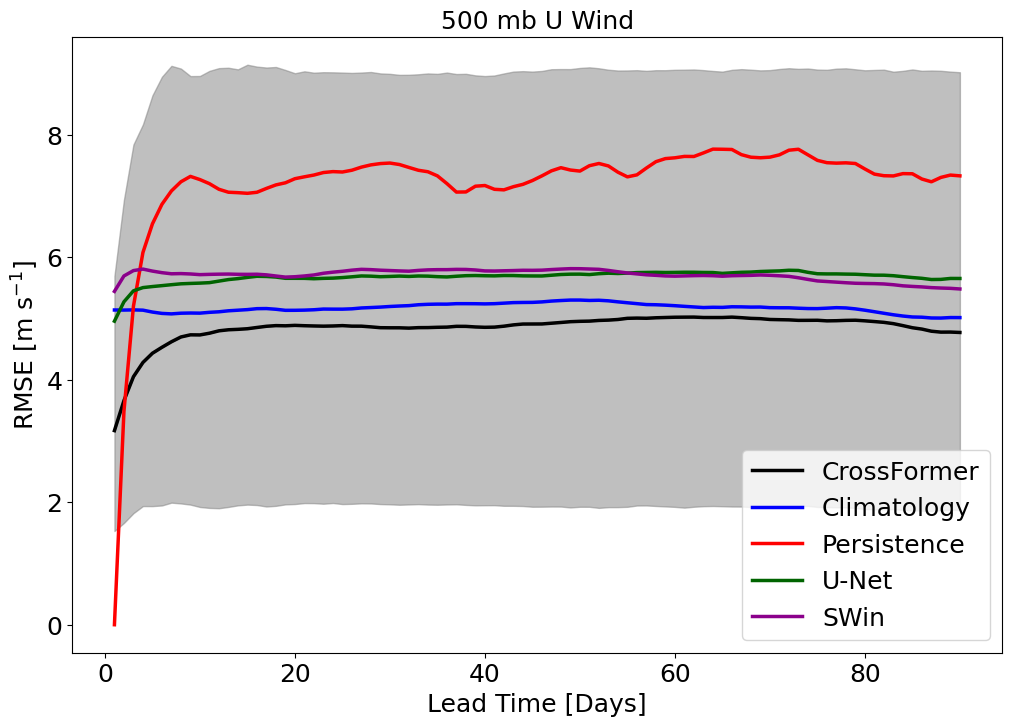 500 mb U Wind
RMSE [m s⁻¹]
8
6
4
2
0
0 20 40 60 80
Lead Time [Days]
CrossFormer
Climatology
Persistence
U-Net
SWin